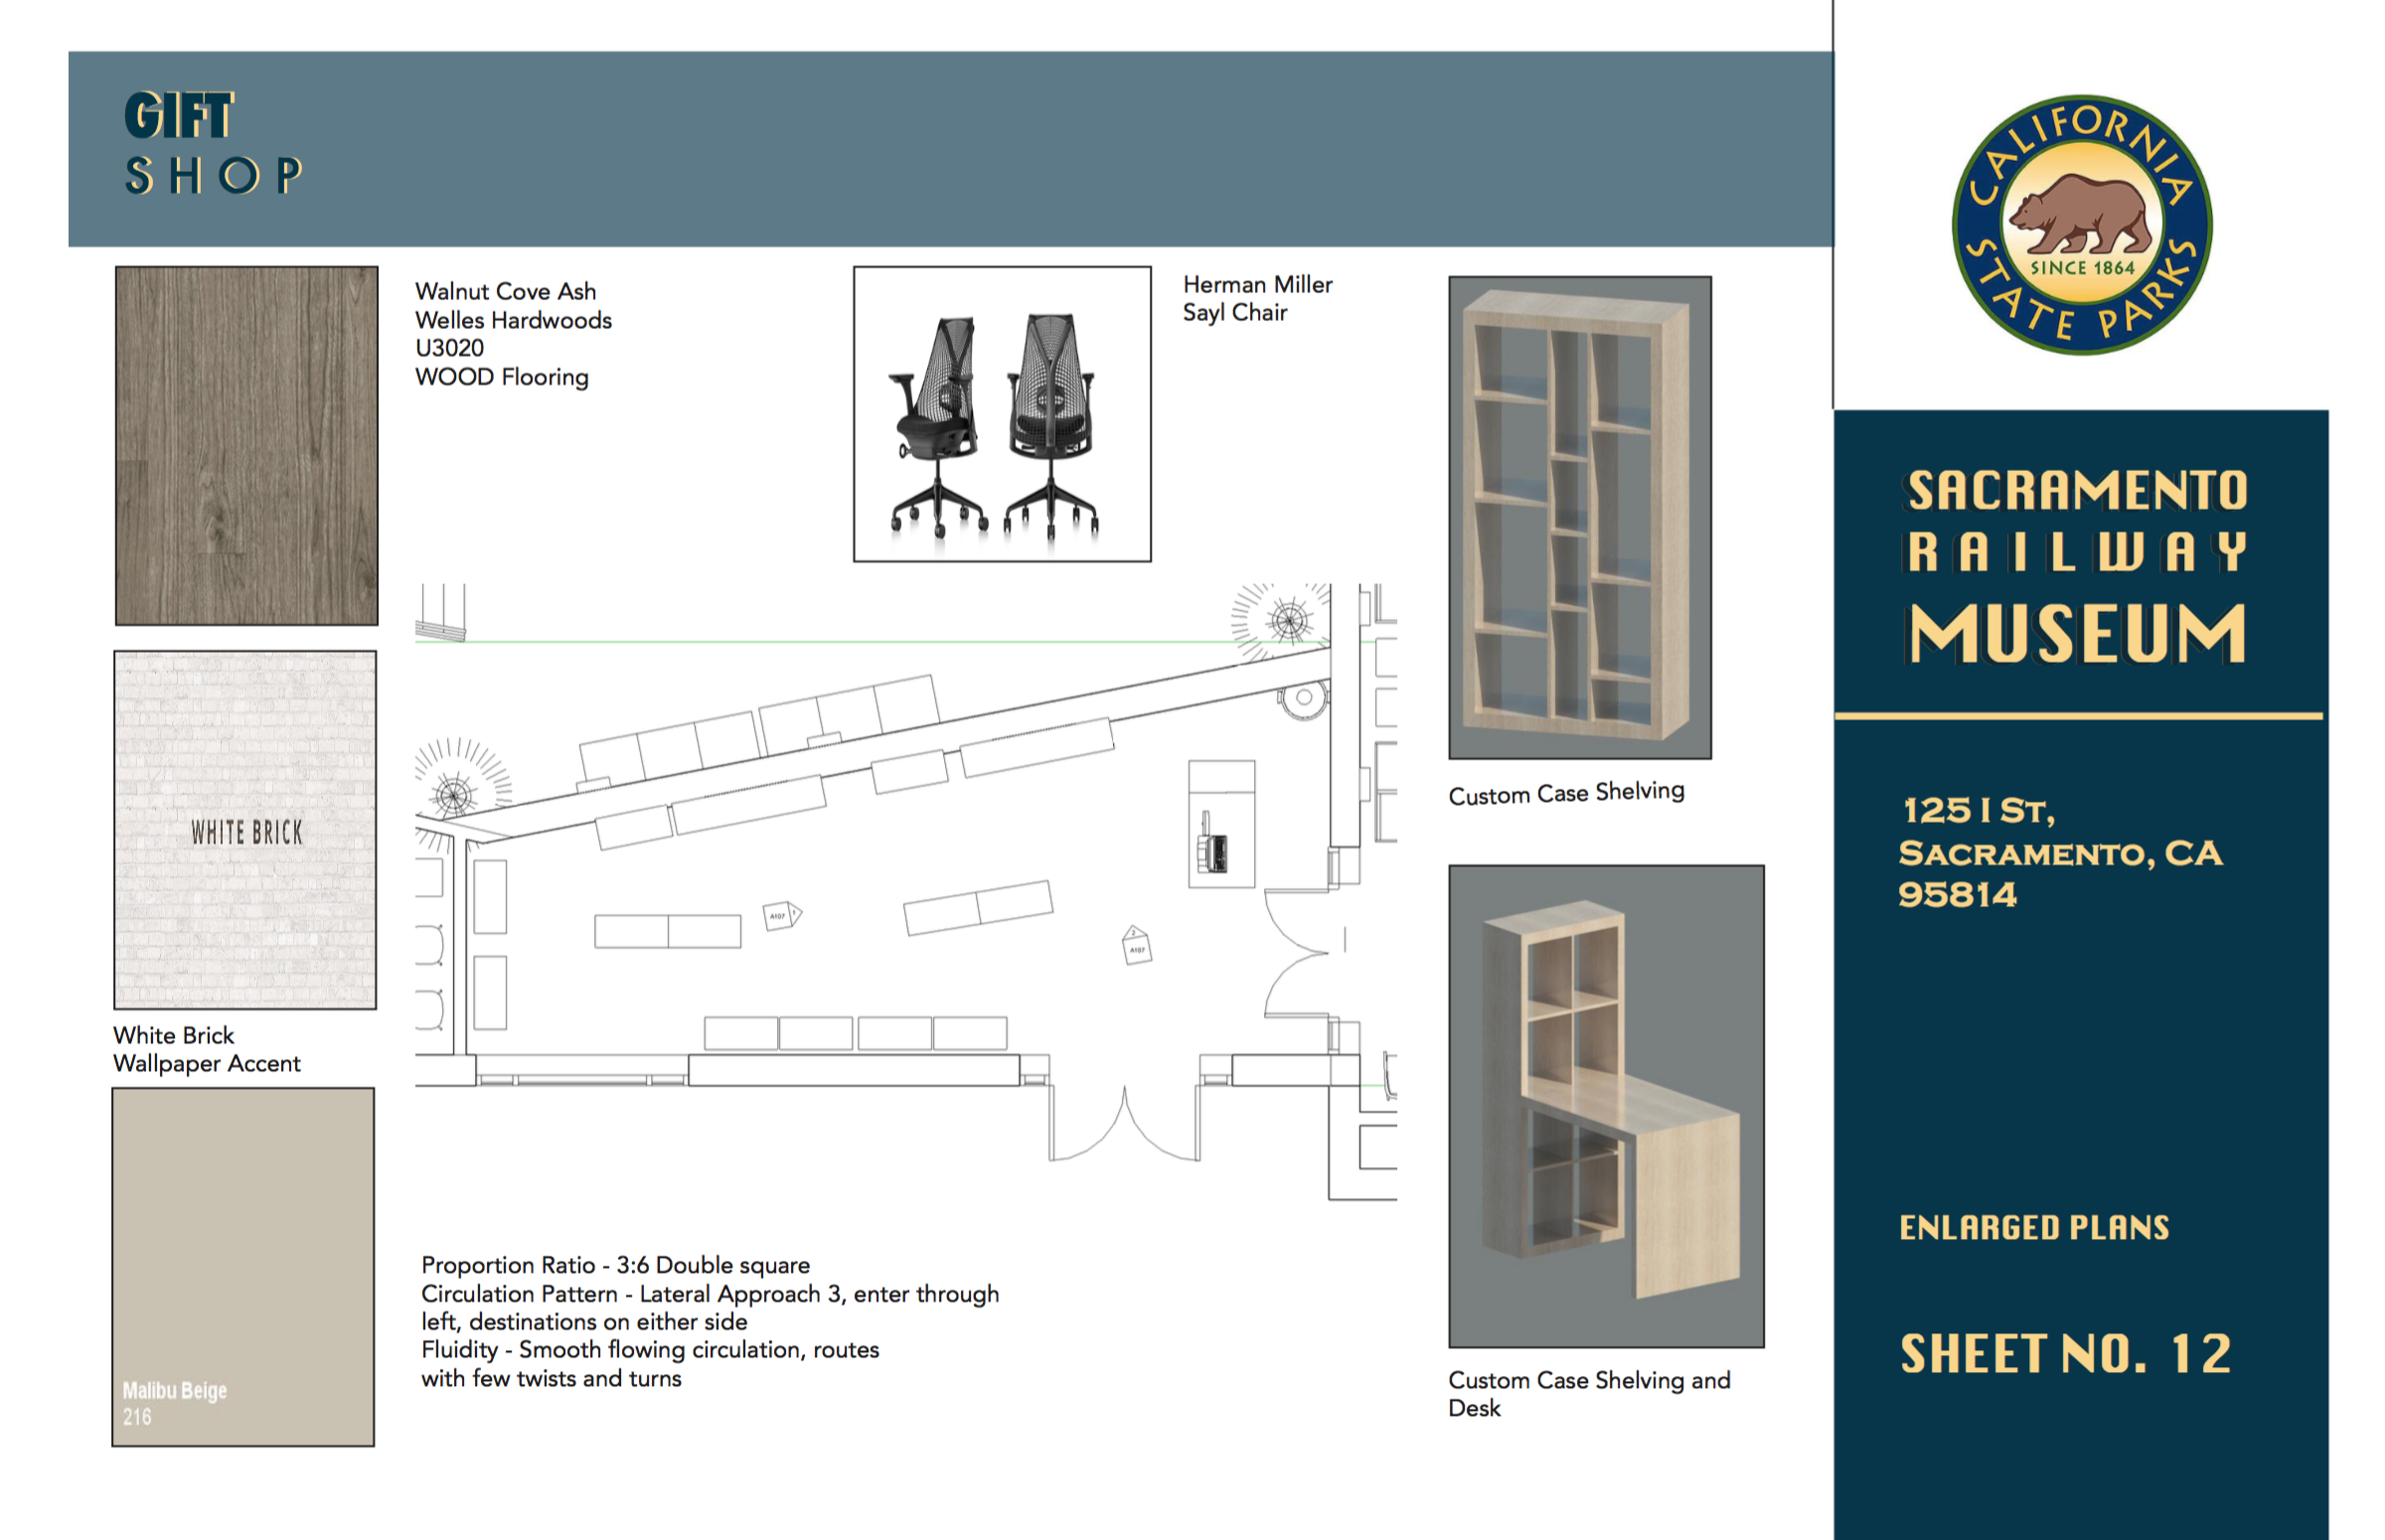 GIFT
SHOP
Walnut Cove Ash
Welles Hardwoods
U3020
WOOD Flooring
Herman Miller
Sayl Chair
CALIFORNIA
STATE PARKS
SINCE 1864
SACRAMENTO
RAILWAY
MUSEUM
Custom Case Shelving
WHITE BRICK
White Brick
Wallpaper Accent
A107
1
2
A107
125 I St,
Sacramento, CA
95814
Malibu Beige
216
Proportion Ratio - 3:6 Double square
Circulation Pattern - Lateral Approach 3, enter through
left, destinations on either side
Fluidity - Smooth flowing circulation, routes
with few twists and turns
Custom Case Shelving and
Desk
ENLARGED PLANS
SHEET NO. 12